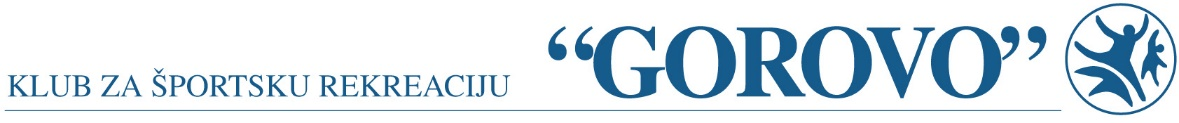 KLUB ZA ŠPORTSKU REKREACIJU “GOROVO”